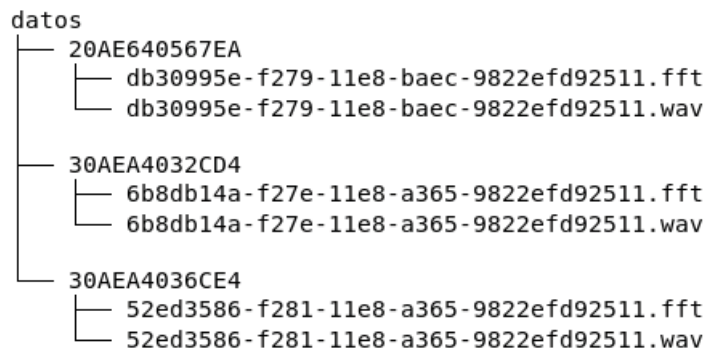 datos
20AE640567EA
db30995e-f279-11e8-baec-9822efd92511.fft
db30995e-f279-11e8-baec-9822efd92511.wav
30AEA4032CD4
6b8db14a-f27e-11e8-a365-9822efd92511.fft
6b8db14a-f27e-11e8-a365-9822efd92511.wav
30AEA4036CE4
52ed3586-f281-11e8-a365-9822efd92511.fft
52ed3586-f281-11e8-a365-9822efd92511.wav